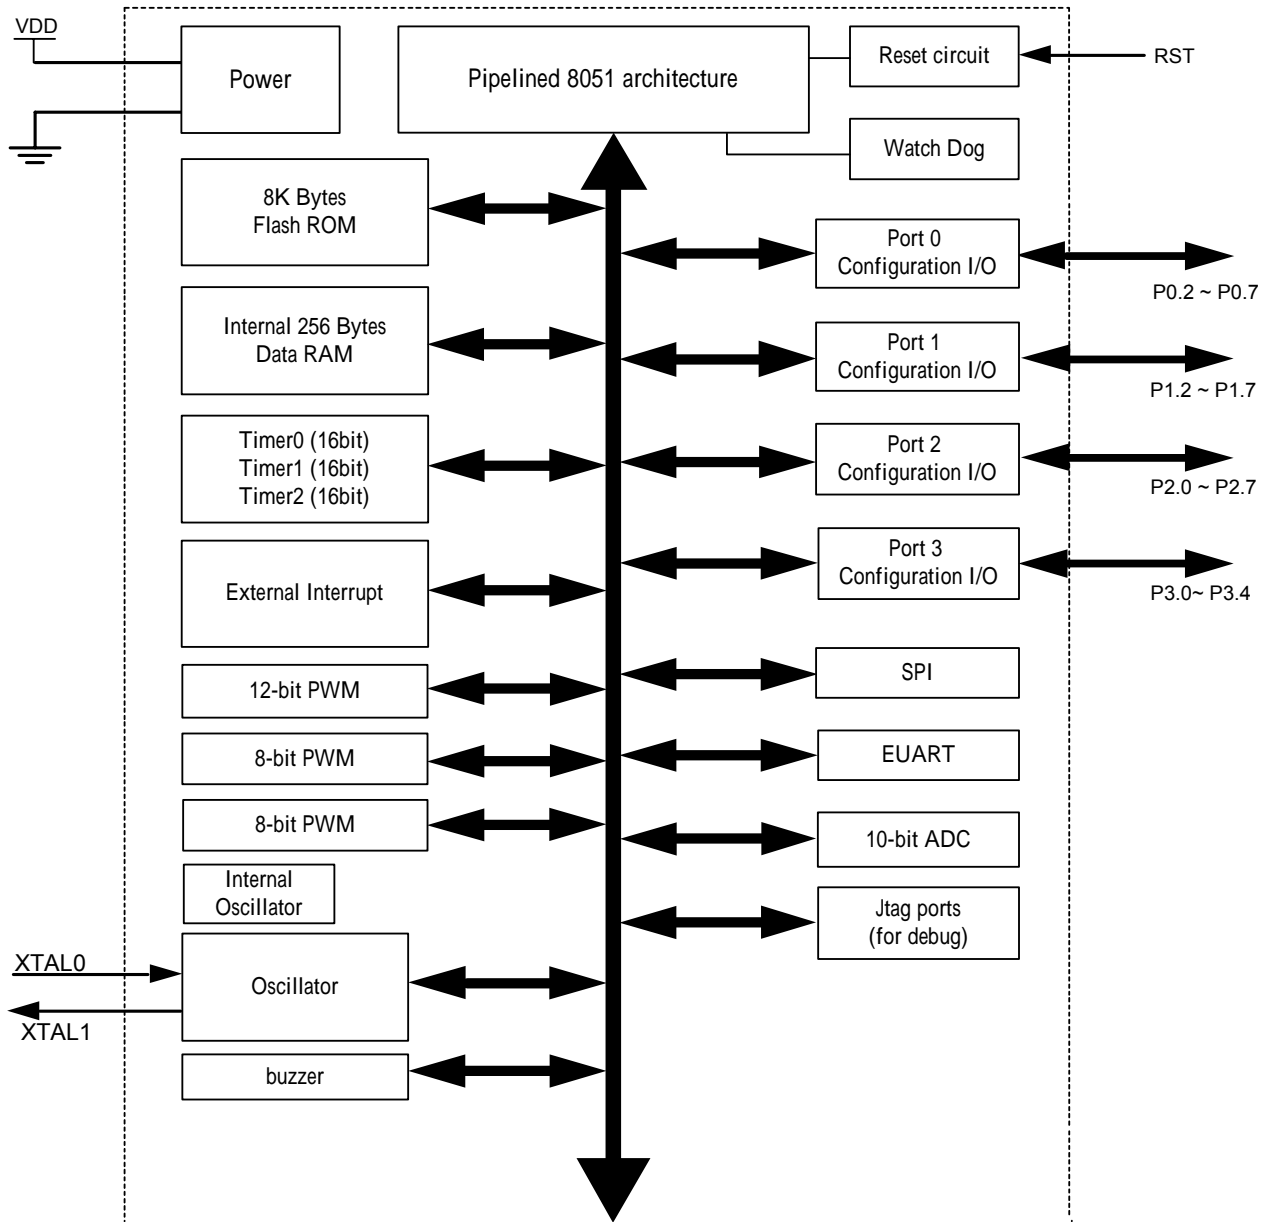 VDD
Power
Pipelined 8051 architecture
Reset circuit
RST
Watch Dog
8K Bytes
Flash ROM
Port 0
Configuration I/O
P0.2 ~ P0.7
Internal 256 Bytes
Data RAM
Port 1
Configuration I/O
P1.2 ~ P1.7
Timer0 (16bit)
Timer1 (16bit)
Timer2 (16bit)
Port 2
Configuration I/O
P2.0 ~ P2.7
External Interrupt
Port 3
Configuration I/O
P3.0~ P3.4
12-bit PWM
SPI
8-bit PWM
EUART
8-bit PWM
10-bit ADC
Internal
Oscillator
Jtag ports
(for debug)
XTAL0
Oscillator
XTAL1
buzzer